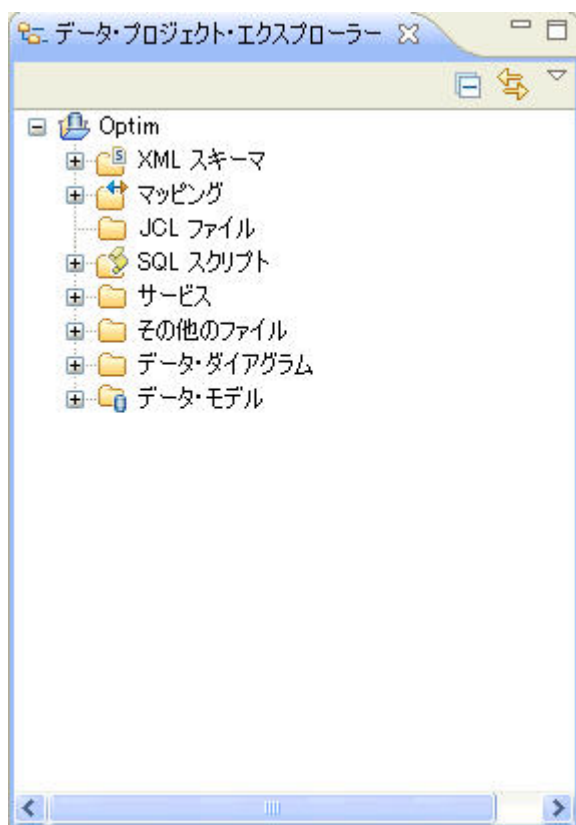 データ・プロジェクト・エクスプローラー
Optim
XML スキーマ
マッピング
JCL ファイル
SQL スクリプト
サービス
その他のファイル
データ・ダイアグラム
データ・モデル